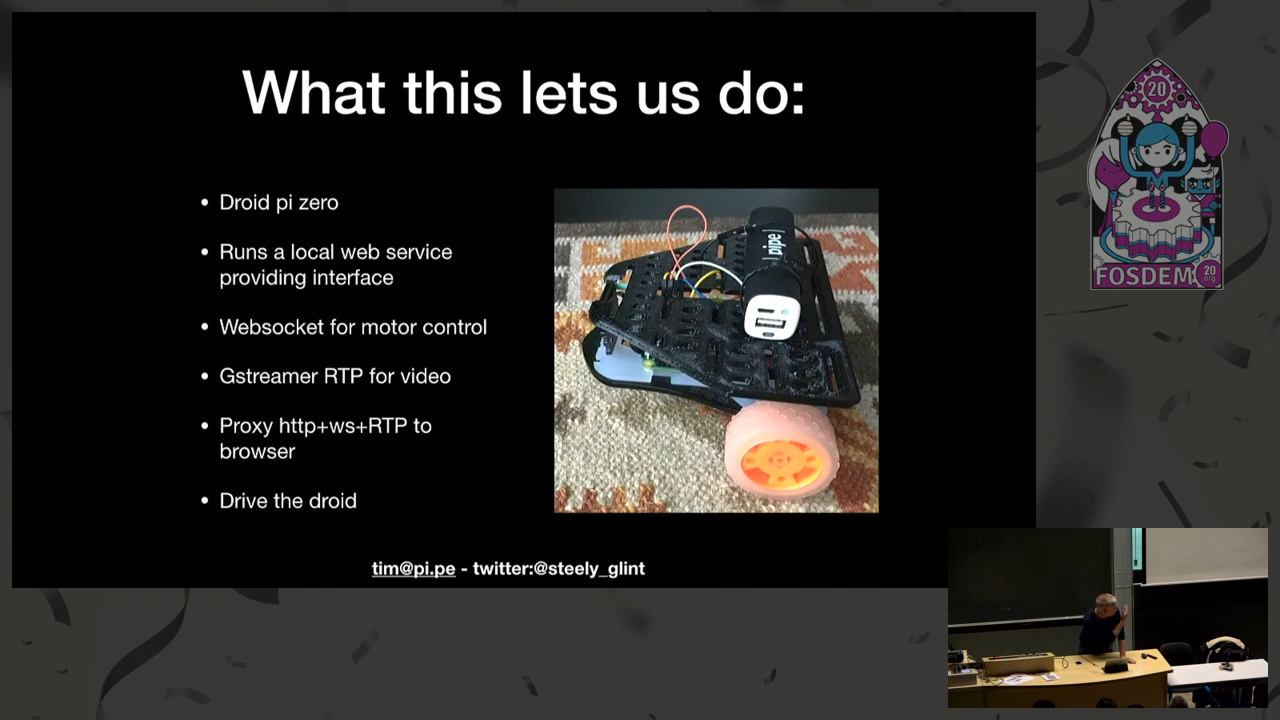 What this lets us do:
• Droid pi zero
• Runs a local web service
providing interface
• Websocket for motor control
• Gstreamer RTP for video
• Proxy http+ws+RTP to
browser
• Drive the droid
|pipe|
tim@pi.pe - twitter:@steely_glint
20
FOSDEM 20
.org